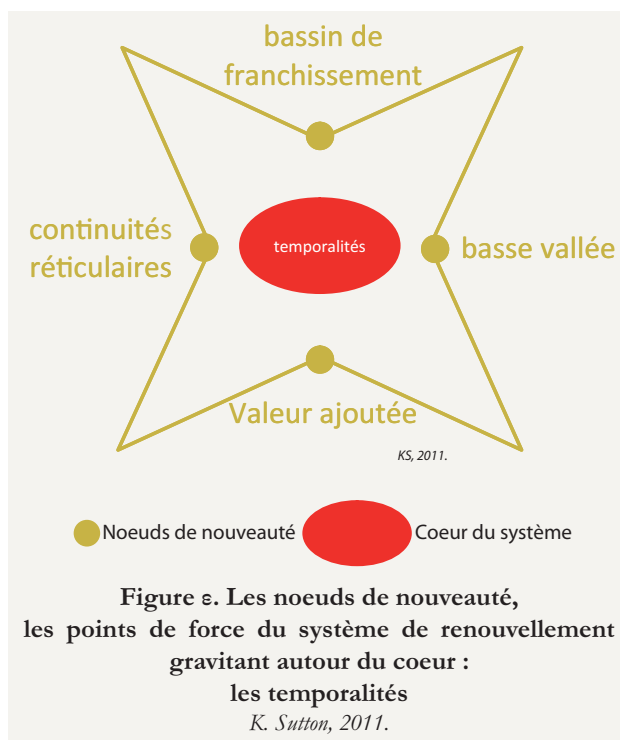 bassin de
franchissement
continuités
réticulaires
temporalités
basse vallée
Valeur ajoutée
KS, 2011.
Noeuds de nouveauté
Coeur du système
Figure ε. Les noeuds de nouveauté,
les points de force du système de renouvellement
gravitant autour du coeur :
les temporalités
K. Sutton, 2011.